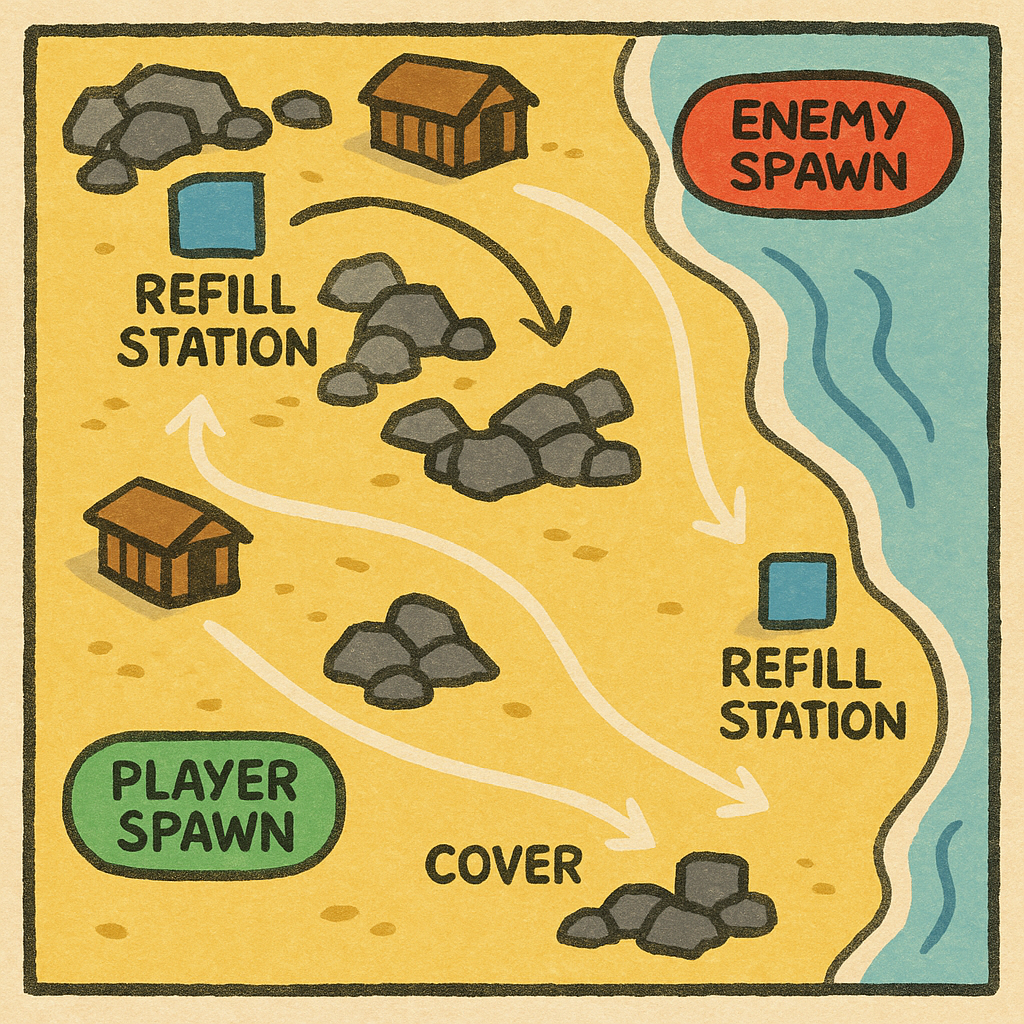 ENEMY
SPAWN
REFILL
STATION
REFILL
STATION
PLAYER
SPAWN
COVER